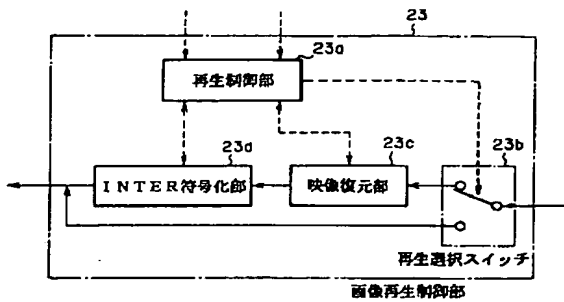 23
23a
再生制御部
23d
INTER符号化部
23c
映像復元部
23b
再生選択スイッチ
画像再生制御部